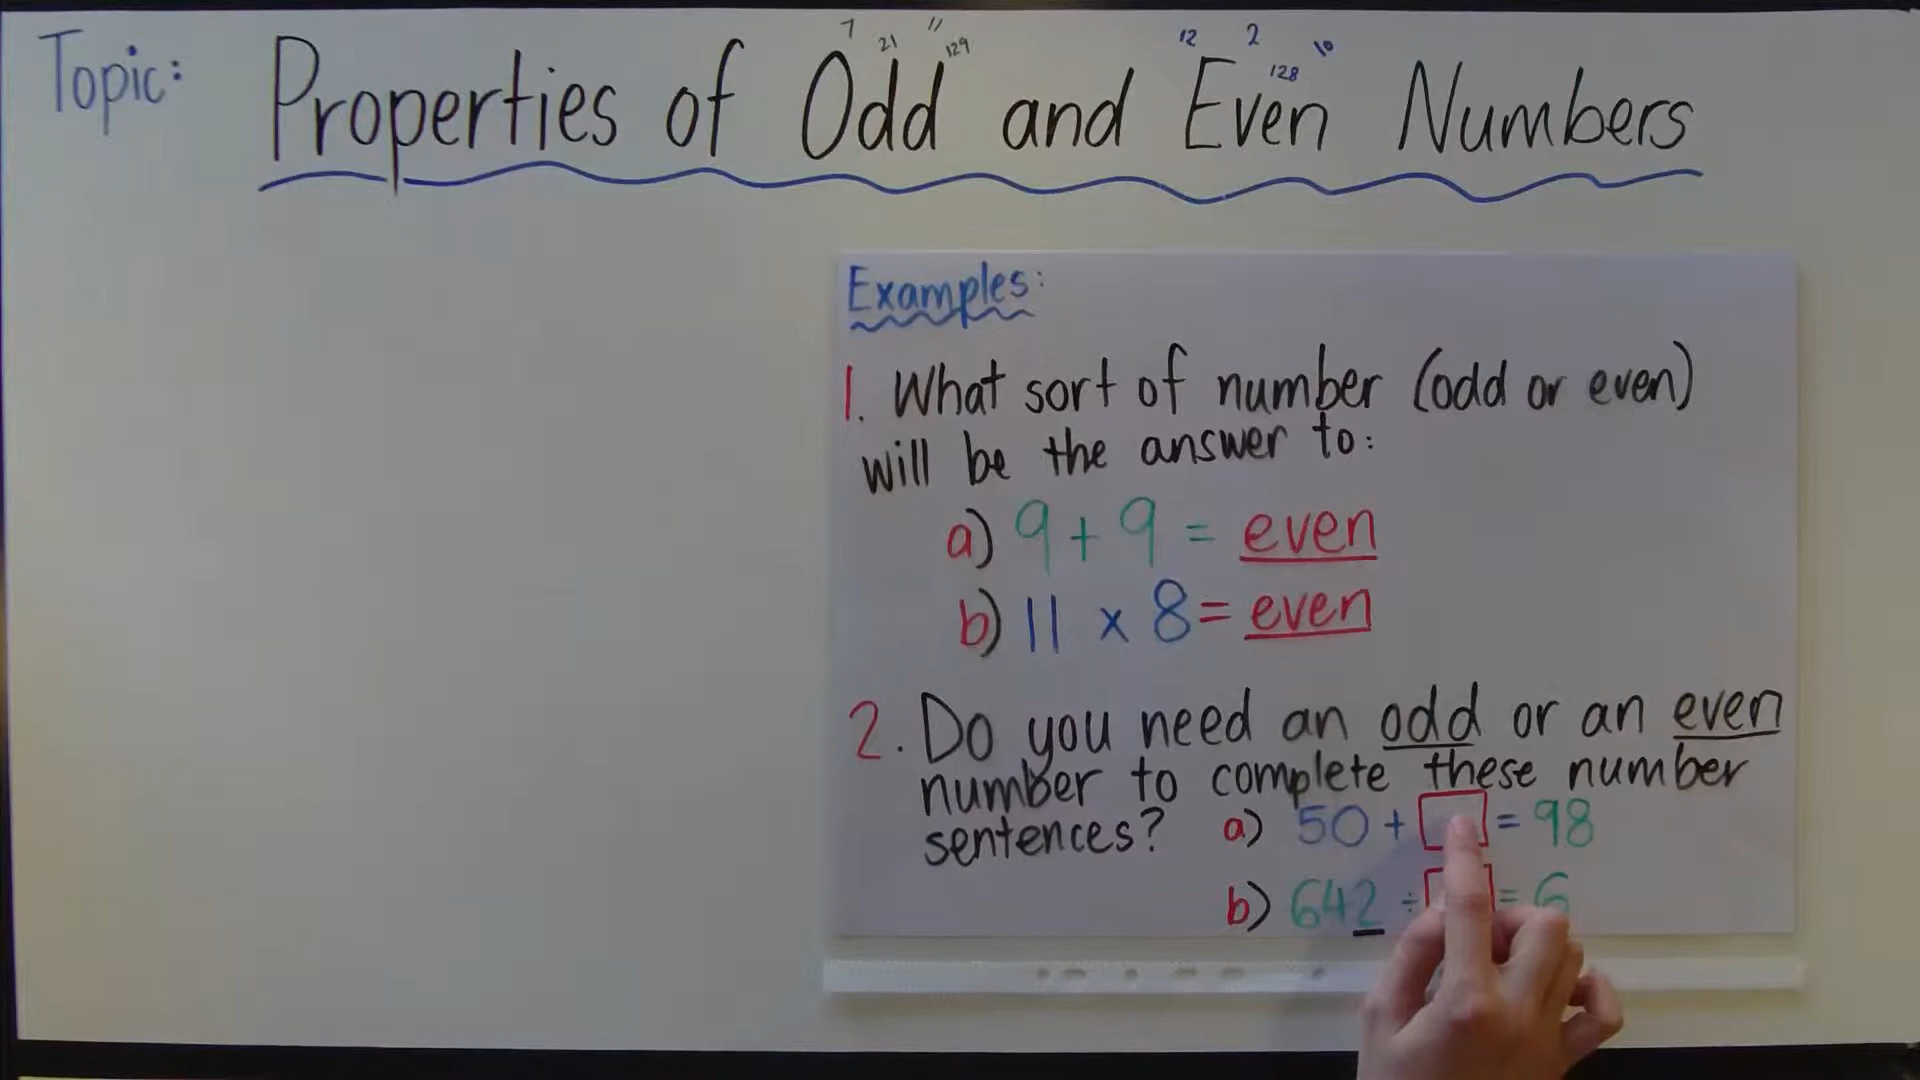 7 21 11 129 12 2 128 10
Topic: Properties of Odd and Even Numbers
Examples:
1. What sort of number (odd or even)
will be the answer to:
a) 9 + 9 = even
b) 11 x 8 = even
2. Do you need an odd or an even
number to complete these number
sentences? a) 50 + = 98
b) 642 ÷ = 6